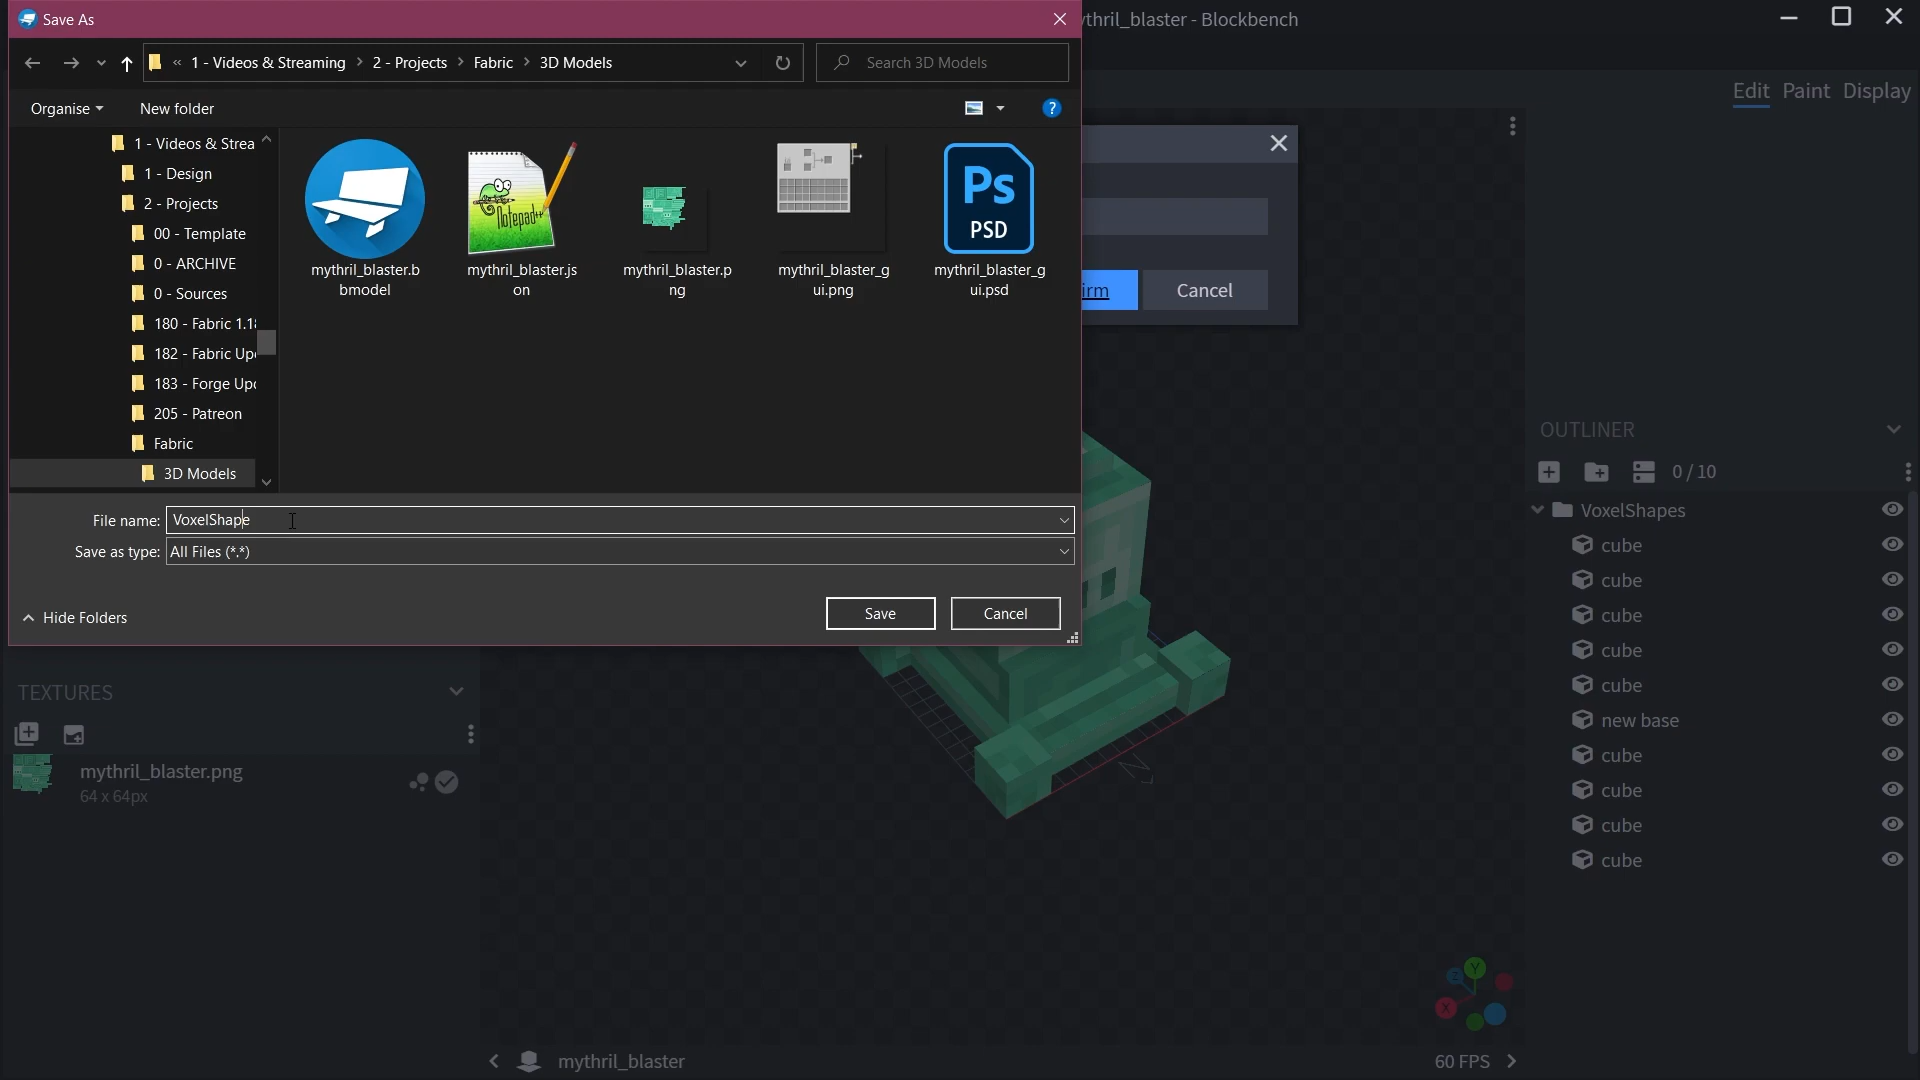 Save As
ythril_blaster - Blockbench
« 1 - Videos & Streaming > 2 - Projects > Fabric > 3D Models
Search 3D Models
Edit Paint Display
Organise
New folder
?
1 - Videos & Strea
1 - Design
2 - Projects
00 - Template
0 - ARCHIVE
0 - Sources
180 - Fabric 1.18
182 - Fabric Upd
183 - Forge Upd
205 - Patreon
Fabric
3D Models
mythril_blaster.b
bmodel
Notepad++
mythril_blaster.js
on
mythril_blaster.p
ng
mythril_blaster_g
ui.png
Ps
PSD
mythril_blaster_g
ui.psd
irm
Cancel
File name: VoxelShape
Save as type: All Files (*.*)
Hide Folders
Save
Cancel
OUTLINER
0 / 10
VoxelShapes
cube
cube
cube
cube
cube
new base
cube
cube
cube
cube
TEXTURES
mythril_blaster.png
64 x 64px
N
Y
Z
X
mythril_blaster
60 FPS